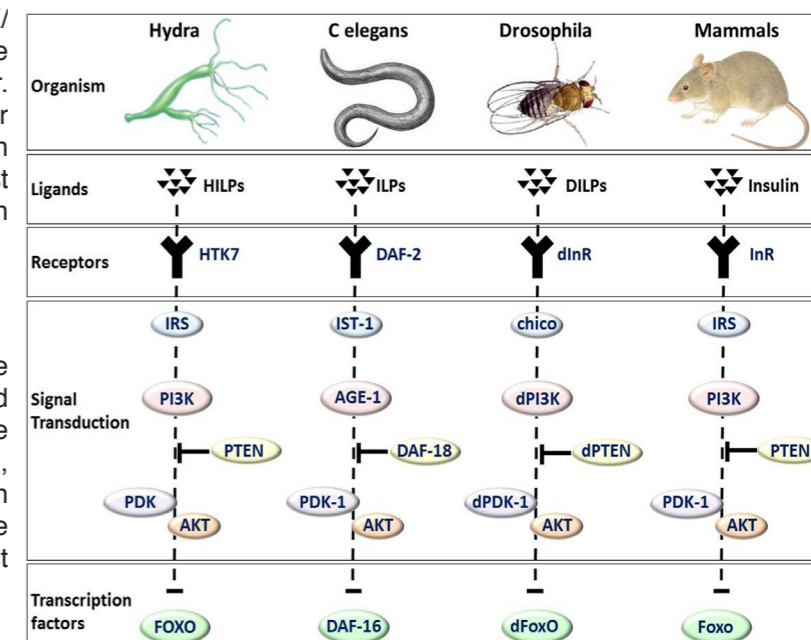 /
e
.
r
n
t
n
e
d
e
,
n
e
t
Hydra C elegans Drosophila Mammals
Organism
Ligands HILPs ILPs DILPs Insulin
Receptors HTK7 DAF-2 dInR InR
IRS IST-1 chico IRS
Signal
Transduction
PI3K AGE-1 dPI3K PI3K
PTEN DAF-18 dPTEN PTEN
PDK PDK-1 dPDK-1 PDK-1
AKT AKT AKT AKT
Transcription
factors
FOXO DAF-16 dFoxO Foxo